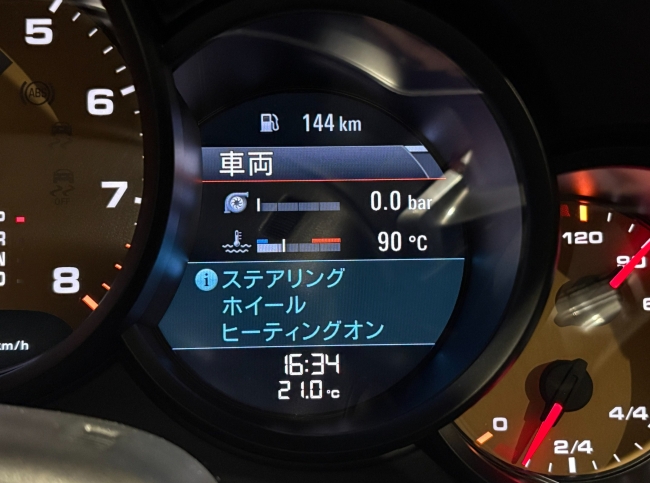 5
6
7
8
144 km
車両
0.0 bar
90 °C
ステアリング
ホイール
ヒーティングオン
16:34
21.0 °C
km/h
120
90
0
2/4
4/4